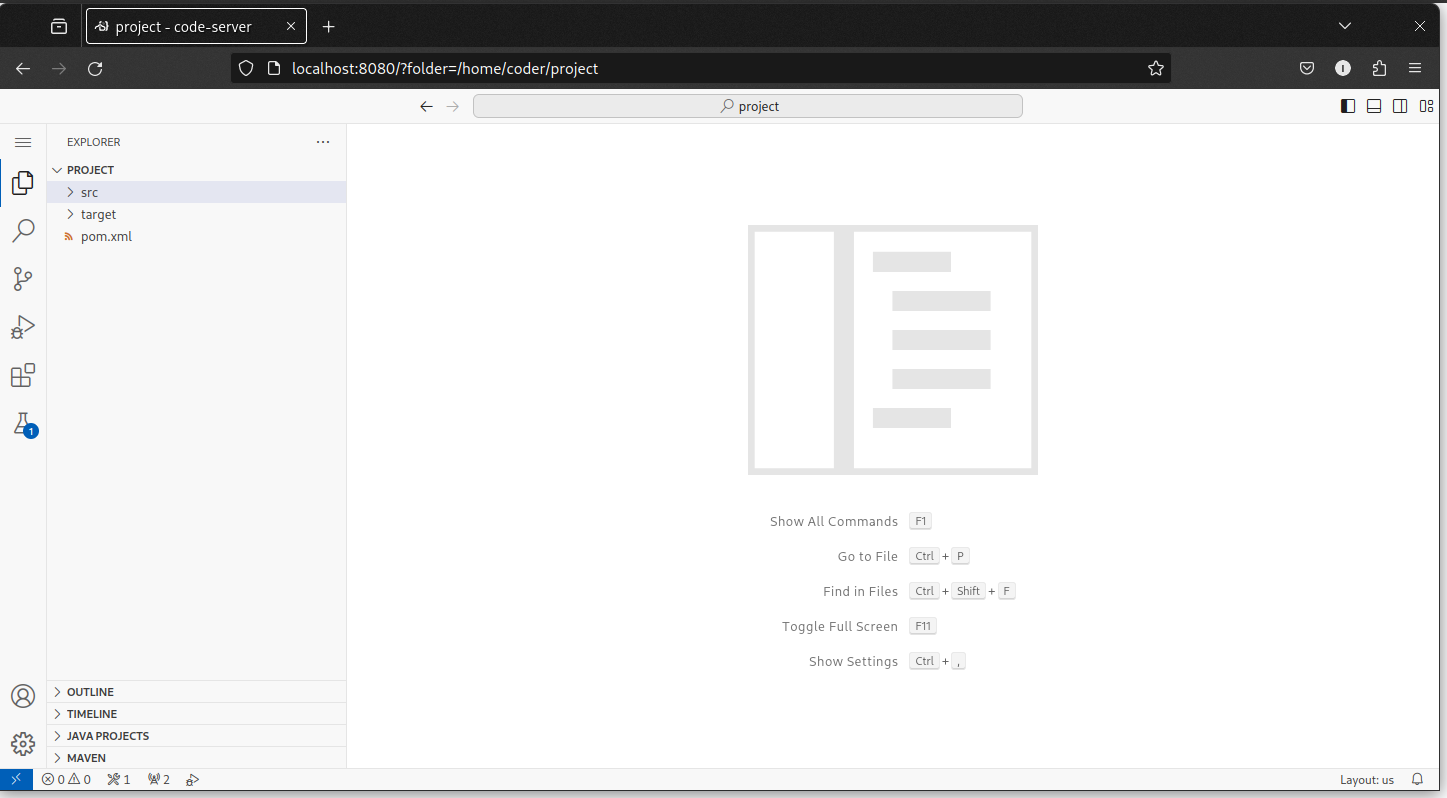 project - code-server
localhost:8080/?folder=/home/coder/project
project
EXPLORER
PROJECT
src
target
pom.xml
1
Show All Commands F1
Go to File Ctrl + P
Find in Files Ctrl + Shift + F
Toggle Full Screen F11
Show Settings Ctrl + ,
OUTLINE
TIMELINE
JAVA PROJECTS
MAVEN
0 0 1 2 Layout: us